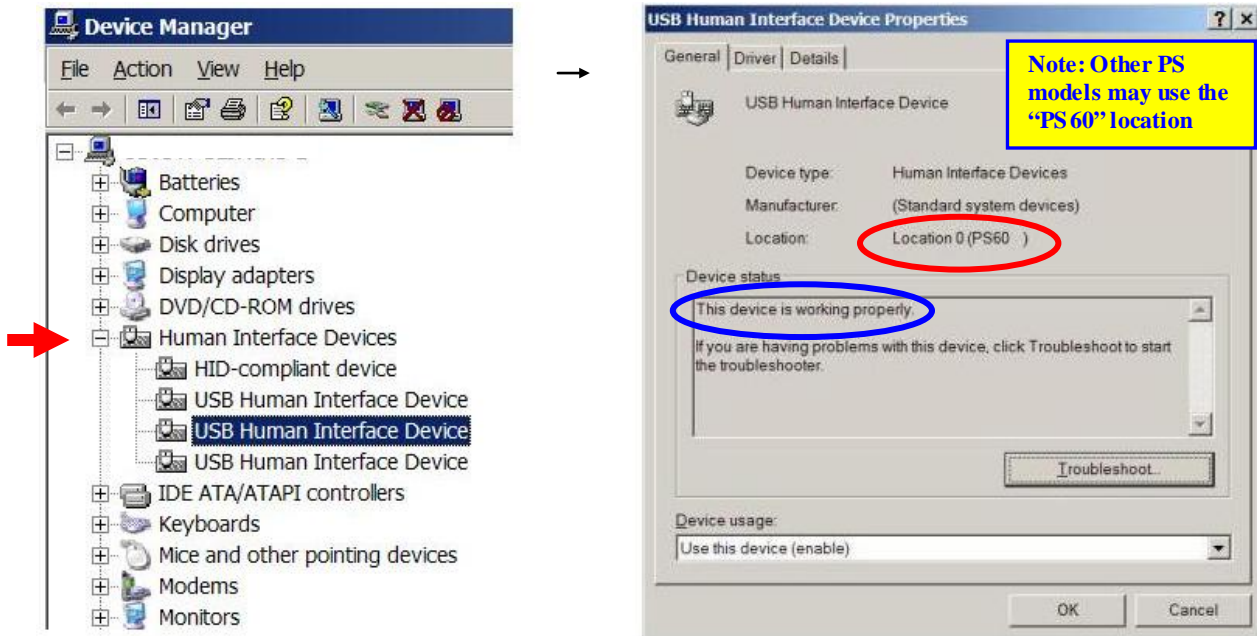 Device Manager
File Action View Help
Batteries
Computer
Disk drives
Display adapters
DVD/CD-ROM drives
Human Interface Devices
HID-compliant device
USB Human Interface Device
USB Human Interface Device
USB Human Interface Device
IDE ATA/ATAPI controllers
Keyboards
Mice and other pointing devices
Modems
Monitors
USB Human Interface Device Properties
General Driver Details
Note: Other PS
models may use the
“PS60” location
USB Human Interface Device
Device type: Human Interface Devices
Manufacturer: (Standard system devices)
Location: Location 0 (PS60 )
Device status
This device is working properly.
If you are having problems with this device, click Troubleshoot to start
the troubleshooter.
Troubleshoot...
Device usage:
Use this device (enable)
OK Cancel